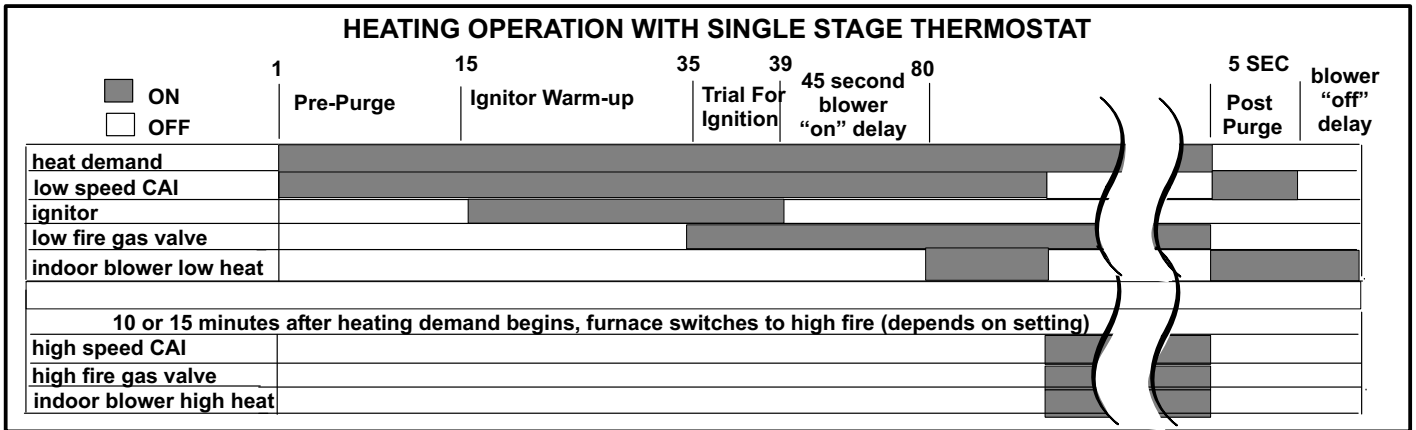 HEATING OPERATION WITH SINGLE STAGE THERMOSTAT
1 15 35 39 80 5 SEC
ON
OFF
Pre-Purge
Ignitor Warm-up
Trial For
Ignition
45 second
blower
“on” delay
Post
Purge
blower
“off”
delay
heat demand
low speed CAI
ignitor
low fire gas valve
indoor blower low heat
10 or 15 minutes after heating demand begins, furnace switches to high fire (depends on setting)
high speed CAI
high fire gas valve
indoor blower high heat